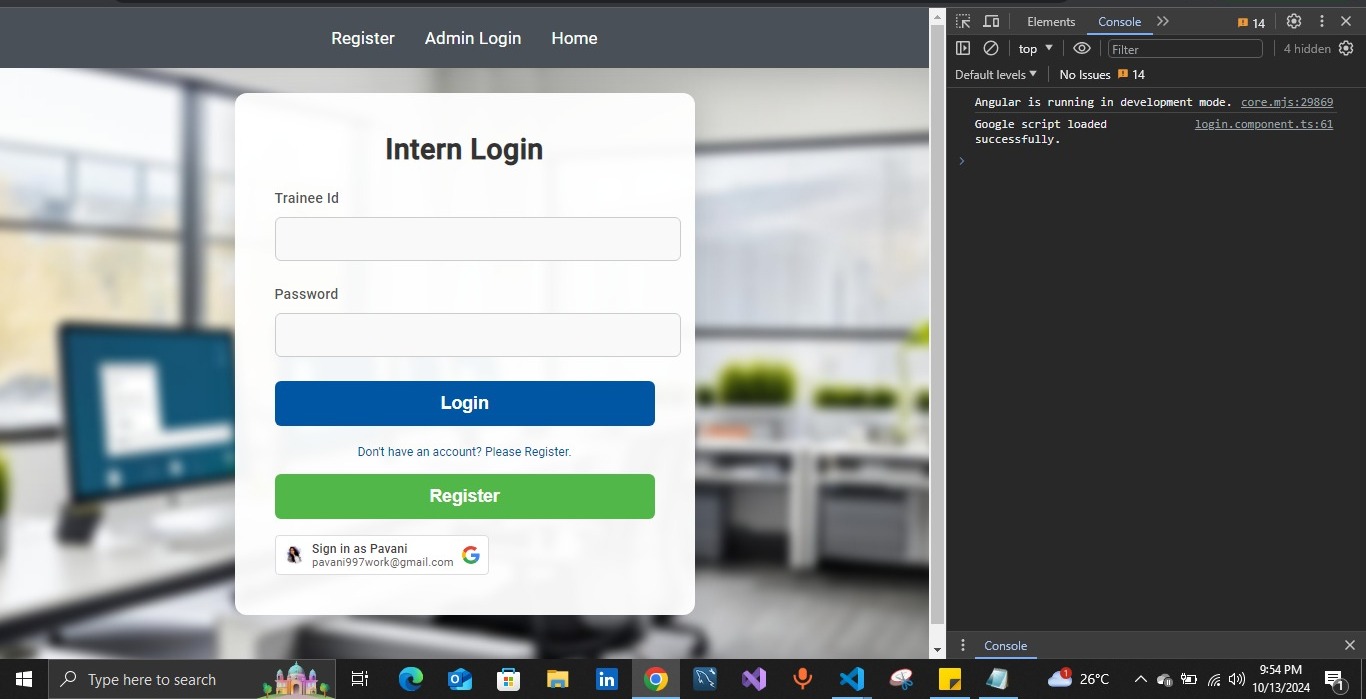 Register Admin Login Home
Intern Login
Trainee Id
Password
Login
Don't have an account? Please Register.
Register
Sign in as Pavani
pavani997work@gmail.com
Elements Console 14
top Filter 4 hidden
Default levels No Issues 14
Angular is running in development mode. core.mjs:29869
Google script loaded login.component.ts:61
successfully.
Console
Type here to search
26°C
9:54 PM
10/13/2024
1
1